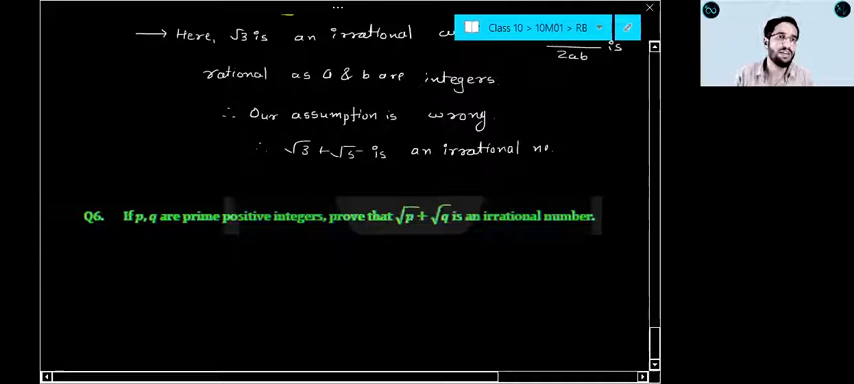 Class 10 > 10M01 > RB
→ Here, √3 is an irrational
2ab is
rational as a & b are integers.
∴ Our assumption is wrong
∴ √3 + √5 is an irrational no.
Q6. If p, q are prime positive integers, prove that √p + √q is an irrational number.